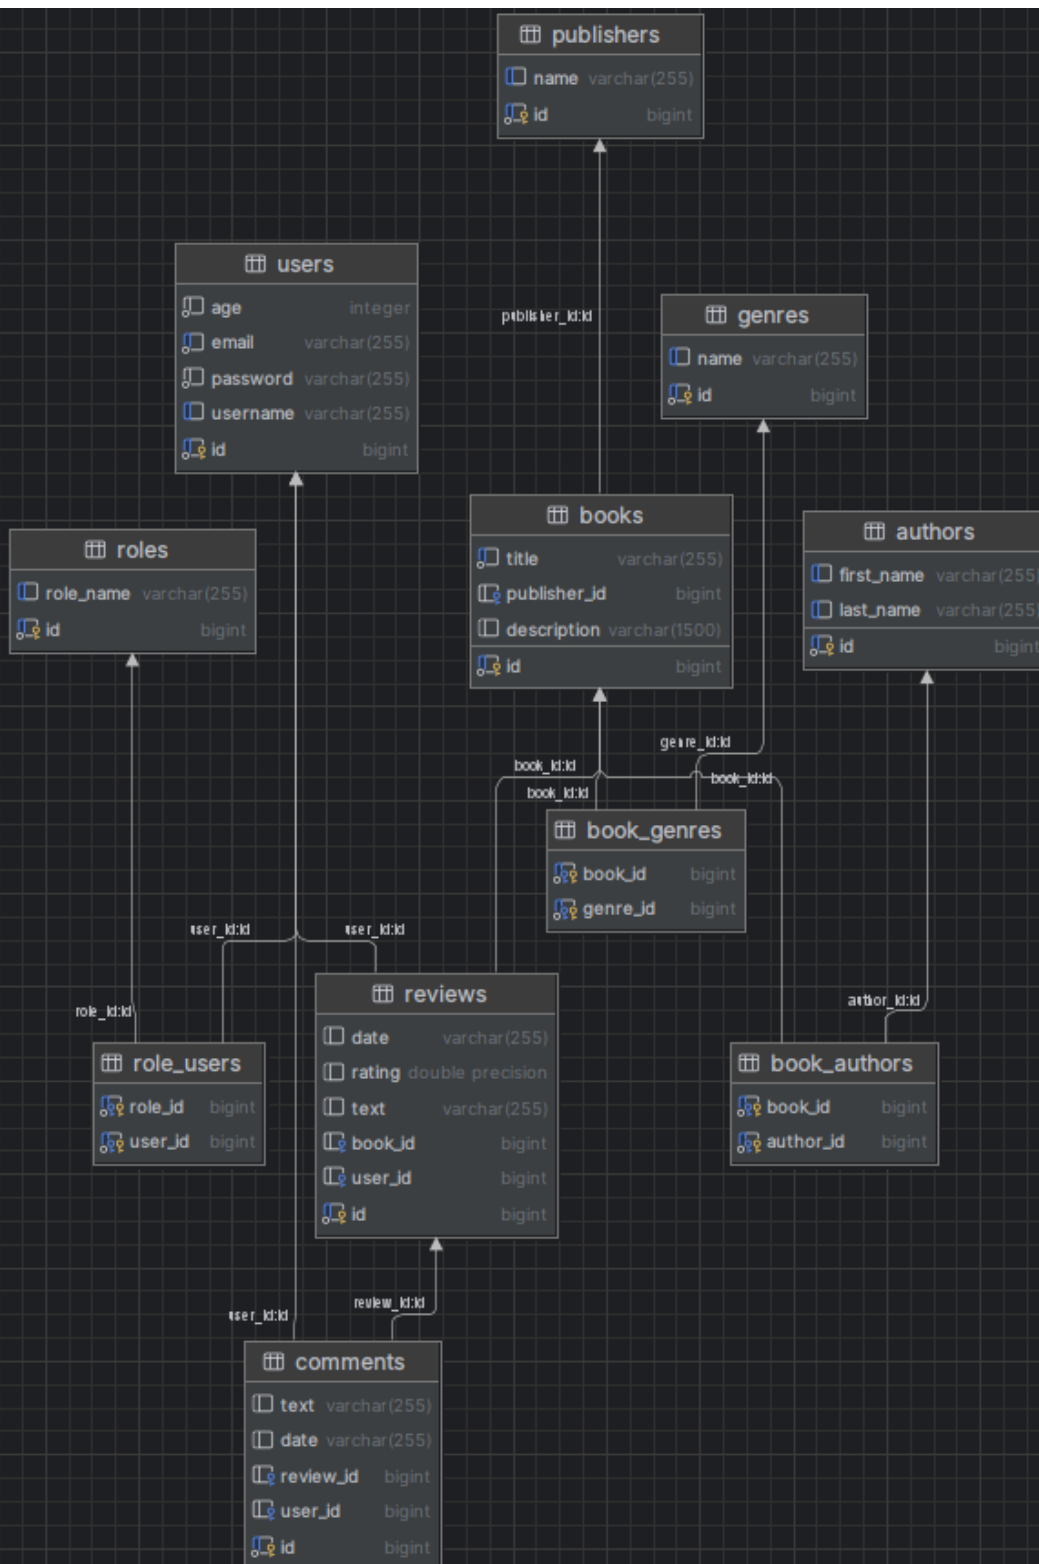 publishers
name varchar(255)
id bigint
users
age integer
email varchar(255)
password varchar(255)
username varchar(255)
id bigint
publisher_id:id
genres
name varchar(255)
id bigint
roles
role_name varchar(255)
id bigint
books
title varchar(255)
publisher_id bigint
description varchar(1500)
id bigint
authors
first_name varchar(255)
last_name varchar(255)
id bigint
genre_id:id
book_id:id
book_id:id
book_id:id
book_genres
book_id bigint
genre_id bigint
user_id:id
user_id:id
role_id:id
author_id:id
role_users
role_id bigint
user_id bigint
reviews
date varchar(255)
rating double precision
text varchar(255)
book_id bigint
user_id bigint
id bigint
book_authors
book_id bigint
author_id bigint
user_id:id
review_id:id
comments
text varchar(255)
date varchar(255)
review_id bigint
user_id bigint
id bigint